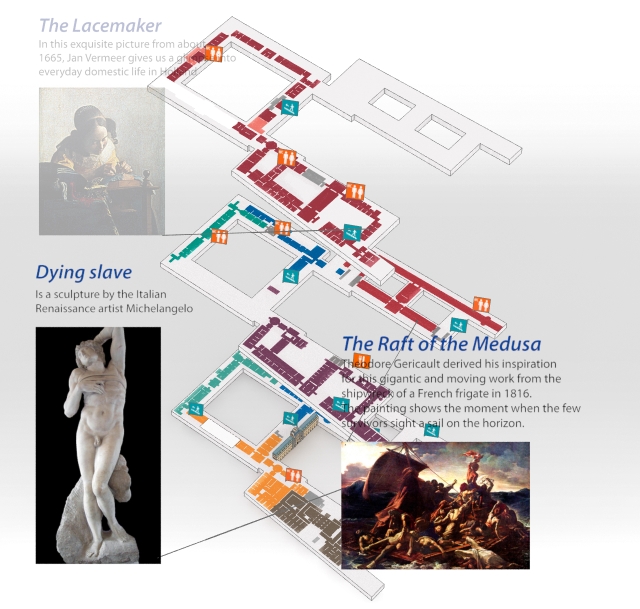 The Lacemaker
In this exquisite picture from about
1665, Jan Vermeer gives us a glimpse into
everyday domestic life in Holland
Dying slave
Is a sculpture by the Italian
Renaissance artist Michelangelo
The Raft of the Medusa
Theodore Gericault derived his inspiration
for this gigantic and moving work from the
shipwreck of a French frigate in 1816.
The painting shows the moment when the few
survivors sight a sail on the horizon.